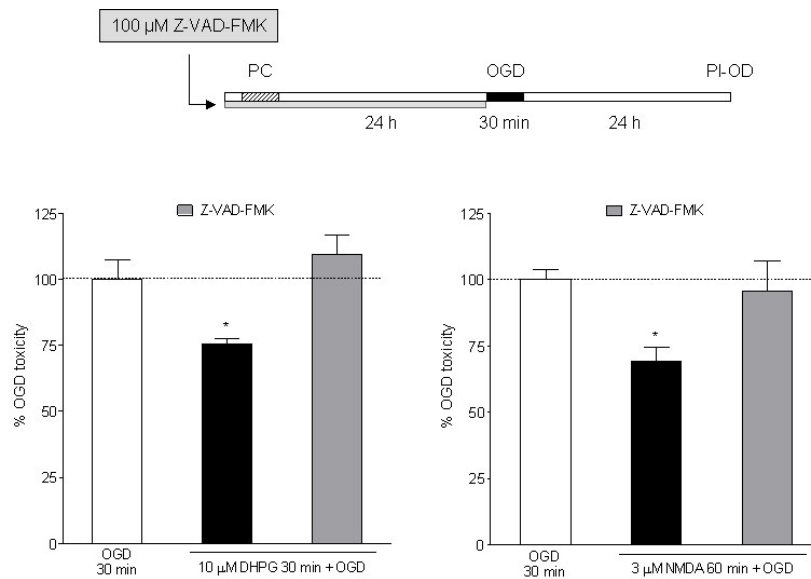 100 µM Z-VAD-FMK
PC OGD PI-OD
24 h 30 min 24 h
Z-VAD-FMK
% OGD toxicity
125
100
75
50
25
0
*
OGD
30 min
10 µM DHPG 30 min + OGD
Z-VAD-FMK
% OGD toxicity
125
100
75
50
25
0
*
OGD
30 min
3 µM NMDA 60 min + OGD